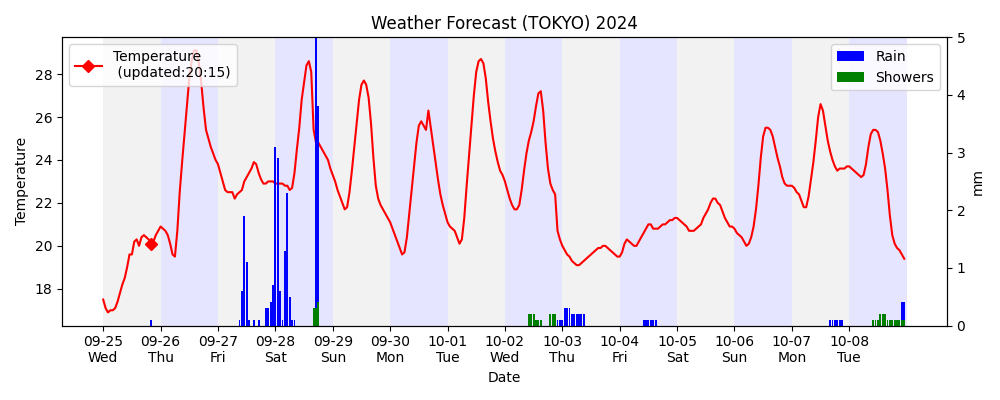 Weather Forecast (TOKYO) 2024
Temperature
(updated:20:15)
Rain
Showers
Temperature
28
26
24
22
20
18
mm
5
4
3
2
1
0
09-25 09-26 09-27 09-28 09-29 09-30 10-01 10-02 10-03 10-04 10-05 10-06 10-07 10-08
Wed Thu Fri Sat Sun Mon Tue Wed Thu Fri Sat Sun Mon Tue
Date